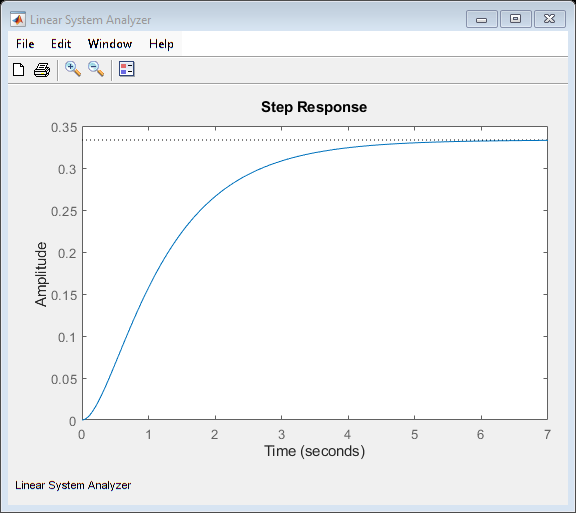 Linear System Analyzer
File Edit Window Help
Step Response
0.35
0.3
0.25
0.2
0.15
0.1
0.05
0
Amplitude
0 1 2 3 4 5 6 7
Time (seconds)
Linear System Analyzer